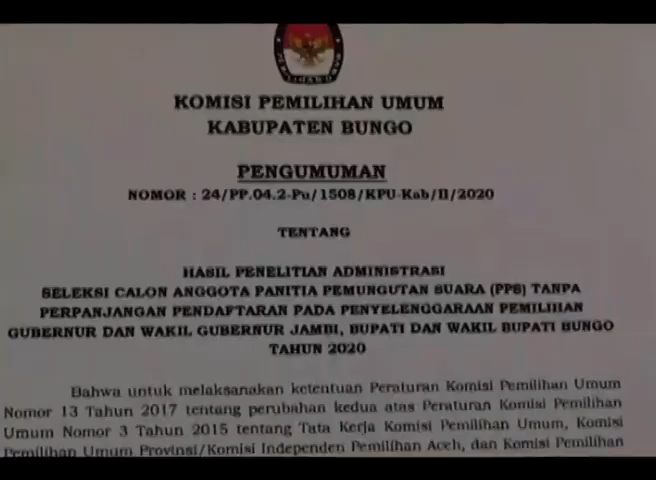 KOMISI PEMILIHAN UMUM
KABUPATEN BUNGO
PENGUMUMAN
NOMOR : 24/PP.04.2-Pu/1508/KPU-Kab/II/2020
TENTANG
HASIL PENELITIAN ADMINISTRASI
SELEKSI CALON ANGGOTA PANITIA PEMUNGUTAN SUARA (PPS) TANPA
PERPANJANGAN PENDAFTARAN PADA PENYELENGGARAAN PEMILIHAN
GUBERNUR DAN WAKIL GUBERNUR JAMBI, BUPATI DAN WAKIL BUPATI BUNGO
TAHUN 2020
Bahwa untuk melaksanakan ketentuan Peraturan Komisi Pemilihan Umum
Nomor 13 Tahun 2017 tentang perubahan kedua atas Peraturan Komisi Pemilihan
Umum Nomor 3 Tahun 2015 tentang Tata Kerja Komisi Pemilihan Umum, Komisi
Pemilihan Umum Provinsi/Komisi Independen Pemilihan Aceh, dan Komisi Pemilihan